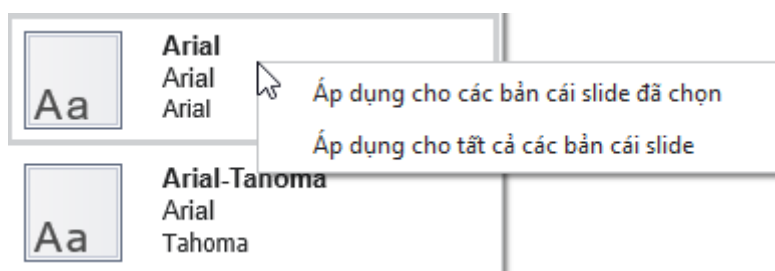 Aa
Arial
Arial
Arial
Áp dụng cho các bản cái slide đã chọn
Áp dụng cho tất cả các bản cái slide
Aa
Arial-Tahoma
Arial
Tahoma